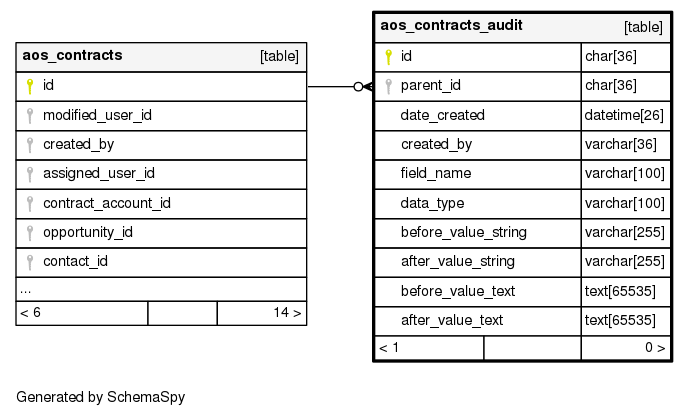 aos_contracts [table]
id
modified_user_id
created_by
assigned_user_id
contract_account_id
opportunity_id
contact_id
...
< 6 14 >
aos_contracts_audit [table]
id char[36]
parent_id char[36]
date_created datetime[26]
created_by varchar[36]
field_name varchar[100]
data_type varchar[100]
before_value_string varchar[255]
after_value_string varchar[255]
before_value_text text[65535]
after_value_text text[65535]
< 1 0 >
Generated by SchemaSpy